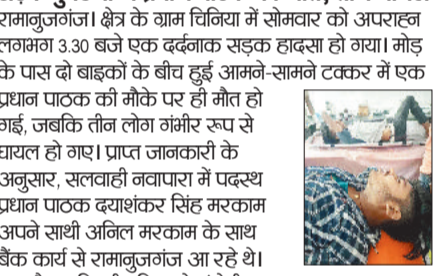 रामानुजगंज। क्षेत्र के ग्राम चिनिया में सोमवार को अपराह्न
लगभग 3.30 बजे एक दर्दनाक सड़क हादसा हो गया। मोड़
के पास दो बाइकों के बीच हुई आमने-सामने टक्कर में एक
प्रधान पाठक की मौके पर ही मौत हो
गई, जबकि तीन लोग गंभीर रूप से
घायल हो गए। प्राप्त जानकारी के
अनुसार, सलवाही नवापारा में पदस्थ
प्रधान पाठक दयाशंकर सिंह मरकाम
अपने साथी अनिल मरकाम के साथ
बैंक कार्य से रामानुजगंज आ रहे थे।